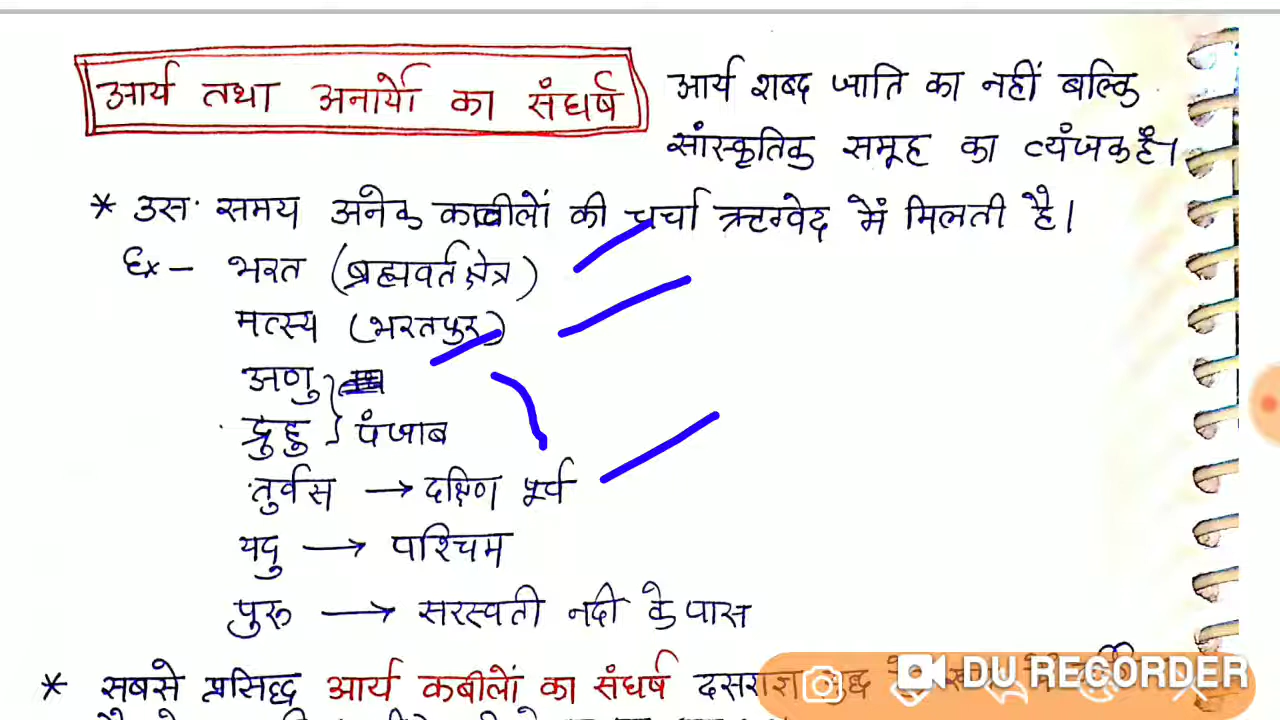 आर्य तथा अनार्यो का संघर्ष
आर्य शब्द जाति का नहीं बल्कि
सांस्कृतिक समूह का व्यंजक है।
* उस समय अनेक कबीलों की चर्चा ऋग्वेद में मिलती है।
Ex - भरत (ब्रह्मवर्त क्षेत्र)
मत्स्य (भरतपुर)
अणु
द्रुहु } पंजाब
तुर्वस → दक्षिण पूर्व
यदु → पश्चिम
पुरू → सरस्वती नदी के पास
* सबसे प्रसिद्ध आर्य कबीलों का संघर्ष दसराज्ञ युद्ध
DU RECORDER